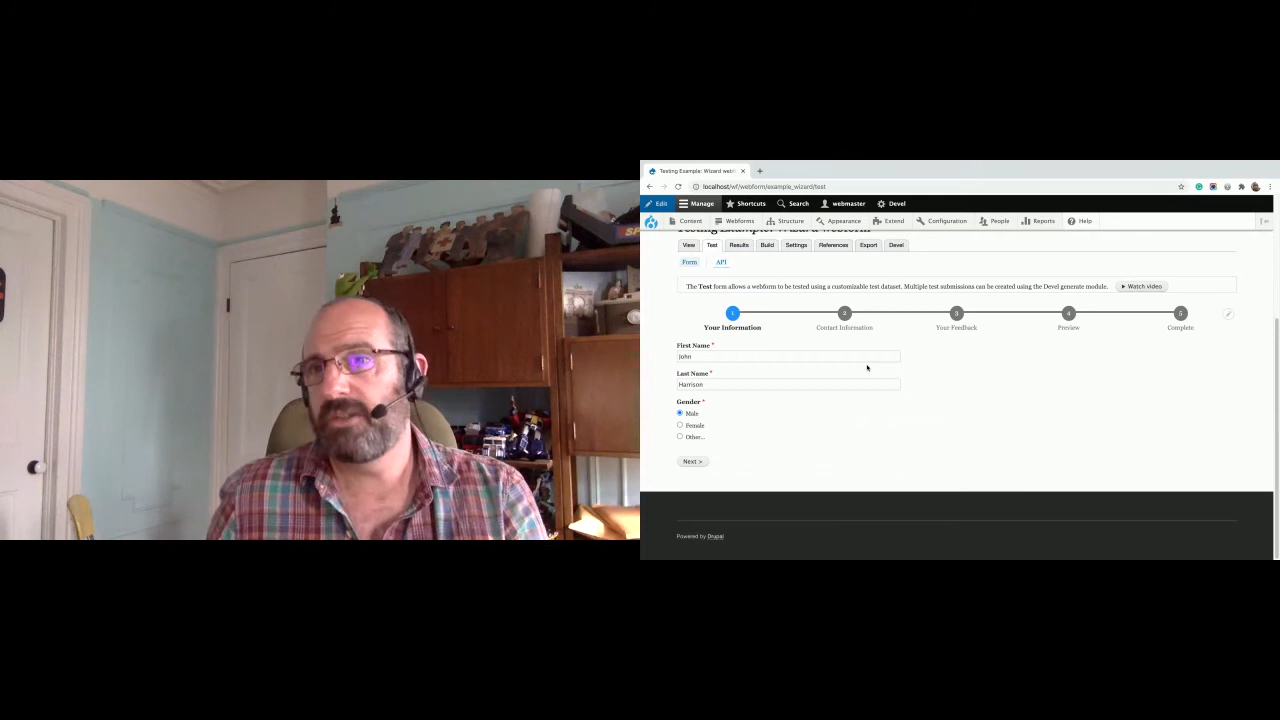 Testing Example: Wizard webf
localhost/wf/webform/example_wizard/test
Edit Manage Shortcuts Search webmaster Devel
Content Webforms Structure Appearance Extend Configuration People Reports Help
Testing Example: Wizard webform
View Test Results Build Settings References Export Devel
Form API
The Test form allows a webform to be tested using a customizable test dataset. Multiple test submissions can be created using the Devel generate module. Watch video
1 2 3 4 5
Your Information Contact Information Your Feedback Preview Complete
First Name *
John
Last Name *
Harrison
Gender *
Male
Female
Other...
Next >
Powered by Drupal